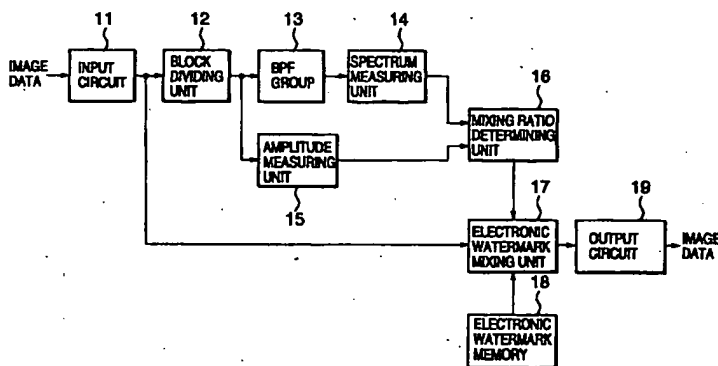 11
12
13
14
IMAGE
DATA
INPUT
CIRCUIT
BLOCK
DIVIDING
UNIT
BPF
GROUP
SPECTRUM
MEASURING
UNIT
16
MIXING RATIO
DETERMINING
UNIT
AMPLITUDE
MEASURING
UNIT
15
17
19
ELECTRONIC
WATERMARK
MIXING UNIT
OUTPUT
CIRCUIT
IMAGE
DATA
18
ELECTRONIC
WATERMARK
MEMORY